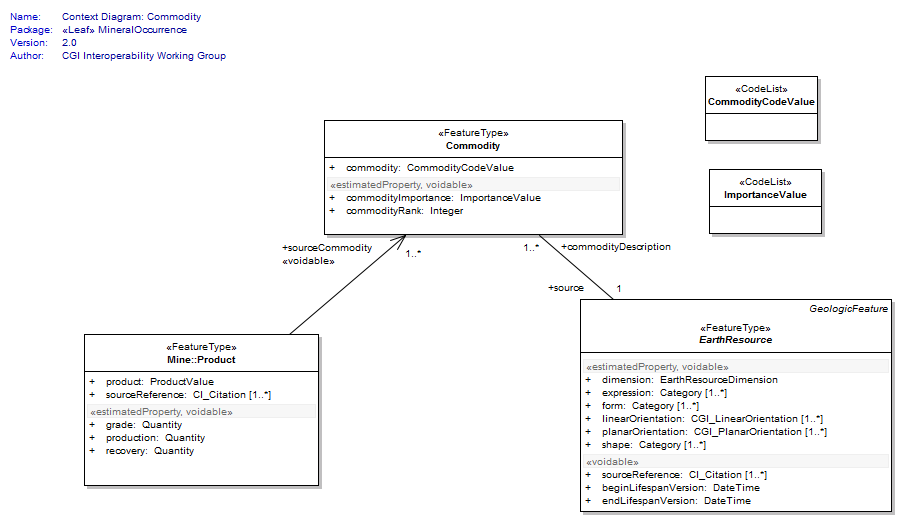 Name: Context Diagram: Commodity
Package: «Leaf» MineralOccurrence
Version: 2.0
Author: CGI Interoperability Working Group
«CodeList»
CommodityCodeValue
«FeatureType»
Commodity
+ commodity: CommodityCodeValue
«estimatedProperty, voidable»
+ commodityImportance: ImportanceValue
+ commodityRank: Integer
«CodeList»
ImportanceValue
+sourceCommodity
«voidable»
1..*
1..*
+commodityDescription
+source
1
GeologicFeature
«FeatureType»
EarthResource
«estimatedProperty, voidable»
+ dimension: EarthResourceDimension
+ expression: Category [1..*]
+ form: Category [1..*]
+ linearOrientation: CGI_LinearOrientation [1..*]
+ planarOrientation: CGI_PlanarOrientation [1..*]
+ shape: Category [1..*]
«voidable»
+ sourceReference: CI_Citation [1..*]
+ beginLifespanVersion: DateTime
+ endLifespanVersion: DateTime
«FeatureType»
Mine::Product
+ product: ProductValue
+ sourceReference: CI_Citation [1..*]
«estimatedProperty, voidable»
+ grade: Quantity
+ production: Quantity
+ recovery: Quantity